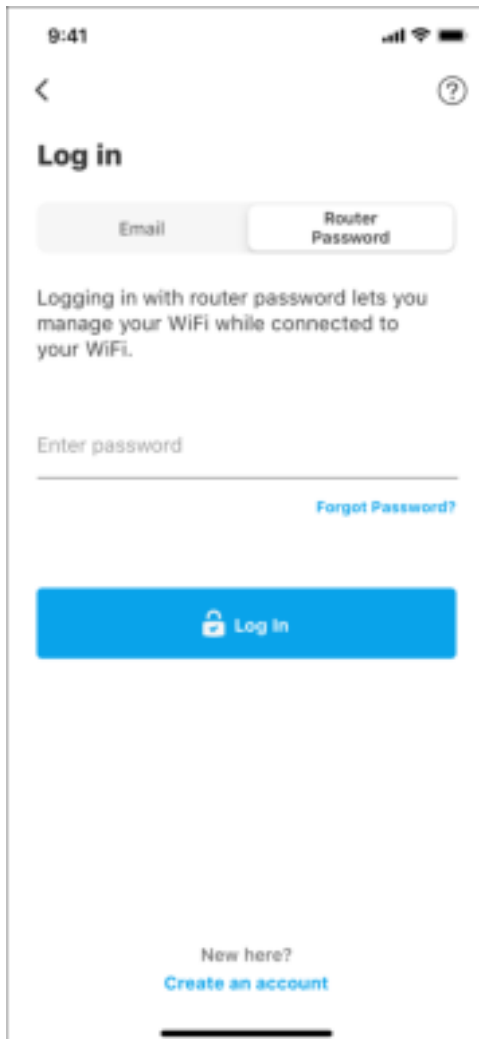 9:41
Log in
Email
Router
Password
Logging in with router password lets you
manage your WiFi while connected to
your WiFi.
Enter password
Forgot Password?
Log In
New here?
Create an account